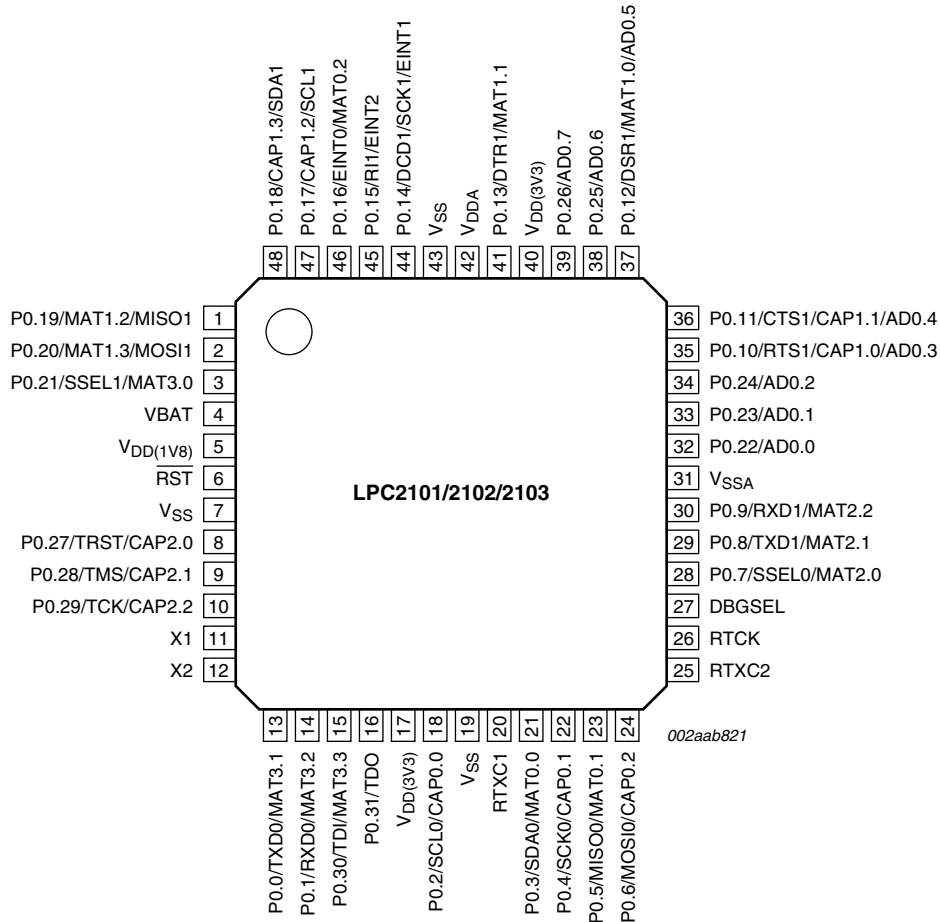 P0.18/CAP1.3/SDA1
P0.17/CAP1.2/SCL1
P0.16/EINT0/MAT0.2
P0.15/RI1/EINT2
P0.14/DCD1/SCK1/EINT1
VSS
VDDA
P0.13/DTR1/MAT1.1
VDD(3V3)
P0.26/AD0.7
P0.25/AD0.6
P0.12/DSR1/MAT1.0/AD0.5
48 47 46 45 44 43 42 41 40 39 38 37
P0.19/MAT1.2/MISO1 1
P0.20/MAT1.3/MOSI1 2
P0.21/SSEL1/MAT3.0 3
VBAT 4
VDD(1V8) 5
RST 6
VSS 7
P0.27/TRST/CAP2.0 8
P0.28/TMS/CAP2.1 9
P0.29/TCK/CAP2.2 10
X1 11
X2 12
LPC2101/2102/2103
36 P0.11/CTS1/CAP1.1/AD0.4
35 P0.10/RTS1/CAP1.0/AD0.3
34 P0.24/AD0.2
33 P0.23/AD0.1
32 P0.22/AD0.0
31 VSSA
30 P0.9/RXD1/MAT2.2
29 P0.8/TXD1/MAT2.1
28 P0.7/SSEL0/MAT2.0
27 DBGSEL
26 RTCK
25 RTXC2
13 14 15 16 17 18 19 20 21 22 23 24
P0.0/TXD0/MAT3.1
P0.1/RXD0/MAT3.2
P0.30/TDI/MAT3.3
P0.31/TDO
VDD(3V3)
P0.2/SCL0/CAP0.0
VSS
RTXC1
P0.3/SDA0/MAT0.0
P0.4/SCK0/CAP0.1
P0.5/MISO0/MAT0.1
P0.6/MOSI0/CAP0.2
002aab821